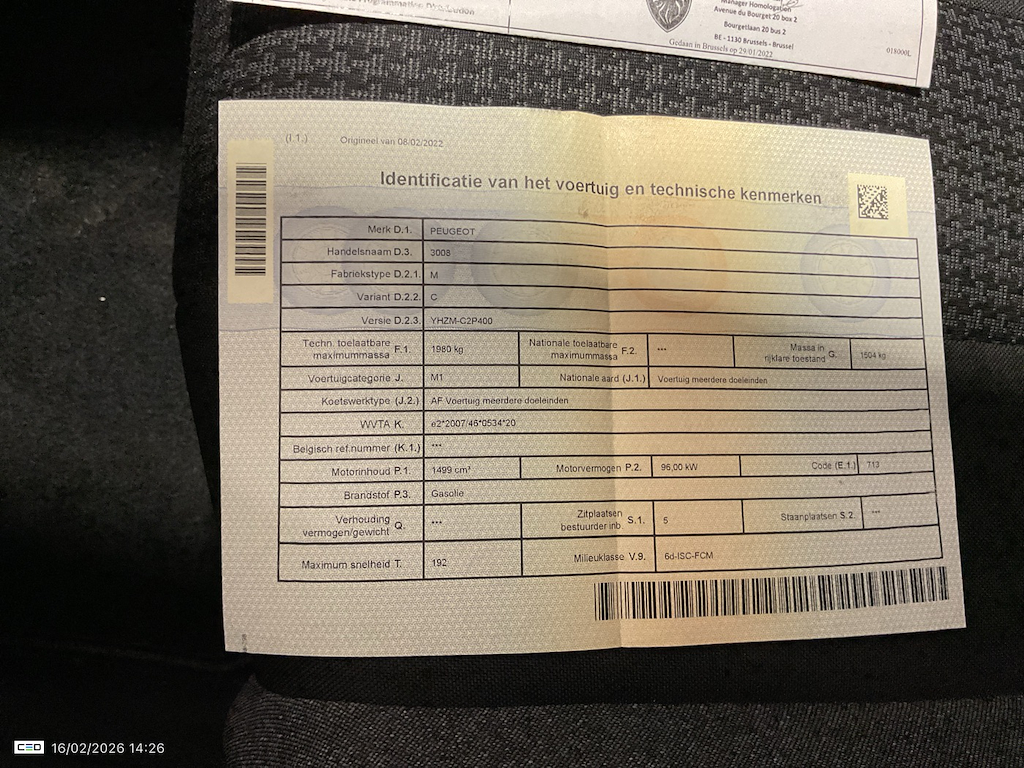 Manager Homologation
Avenue du Bourget 20 box 2
Bourgetlaan 20 bus 2
BE - 1130 Brussels - Brussel
Gedaan in Brussels op 29/01/2022
018000L
(I.1.) Origineel van 08/02/2022
Identificatie van het voertuig en technische kenmerken
Merk D.1. PEUGEOT
Handelsnaam D.3. 3008
Fabriekstype D.2.1. M
Variant D.2.2. C
Versie D.2.3. YHZM-C2P400
Techn. toelaatbare maximummassa F.1. 1980 kg Nationale toelaatbare maximummassa F.2. *** Massa in rijklare toestand G. 1504 kg
Voertuigcategorie J. M1 Nationale aard (J.1.) Voertuig meerdere doeleinden
Koetswerktype (J.2.) AF Voertuig meerdere doeleinden
WVTA K. e2*2007/46*0534*20
Belgisch ref.nummer (K.1.) ***
Motorinhoud P.1. 1499 cm³ Motorvermogen P.2. 96,00 kW Code (E.1.) 713
Brandstof P.3. Gasolie
Verhouding vermogen/gewicht Q. *** Zitplaatsen bestuurder inb. S.1. 5 Staanplaatsen S.2. ***
Maximum snelheid T. 192 Milieuklasse V.9. 6d-ISC-FCM
CEO 16/02/2026 14:26